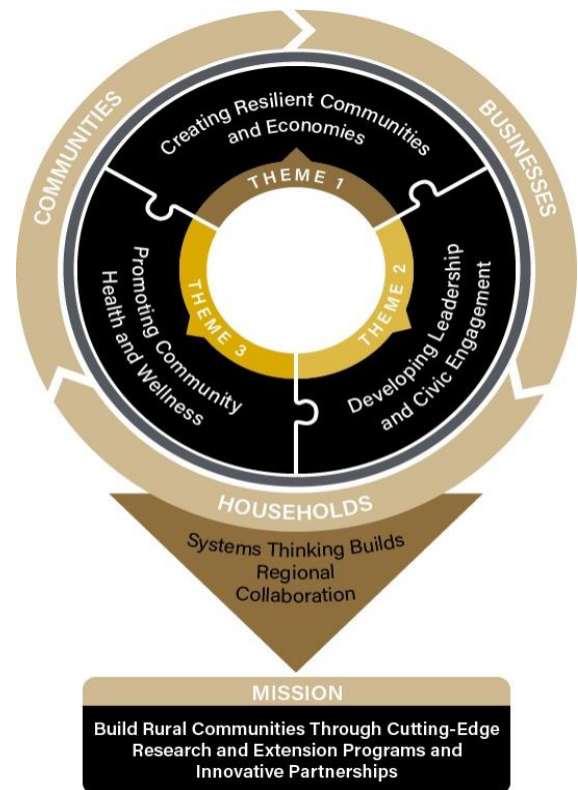 COMMUNITIES
BUSINESSES
HOUSEHOLDS
Creating Resilient Communities
and Economies
THEME 1
THEME 2
Developing Leadership
and Civic Engagement
THEME 3
Promoting Community
Health and Wellness
Systems Thinking Builds
Regional
Collaboration
MISSION
Build Rural Communities Through Cutting-Edge
Research and Extension Programs and
Innovative Partnerships